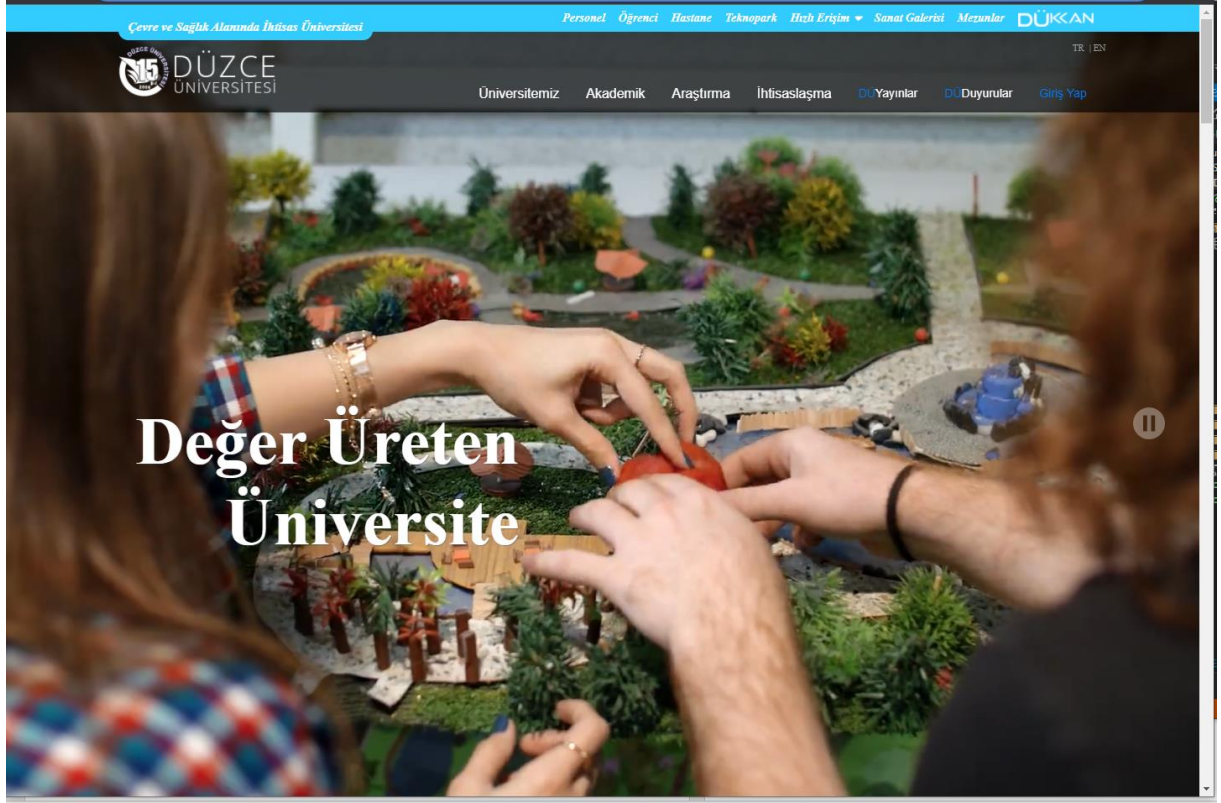 Çevre ve Sağlık Alanında İhtisas Üniversitesi
Personel Öğrenci Hastane Teknopark Hızlı Erişim Sanat Galerisi Mezunlar DÜKKAN
TR | EN
15
DÜZCE
ÜNİVERSİTESİ
Üniversitemiz Akademik Araştırma İhtisaslaşma DÜYayınlar DÜDuyurular Giriş Yap
Değer Üreten
Üniversite